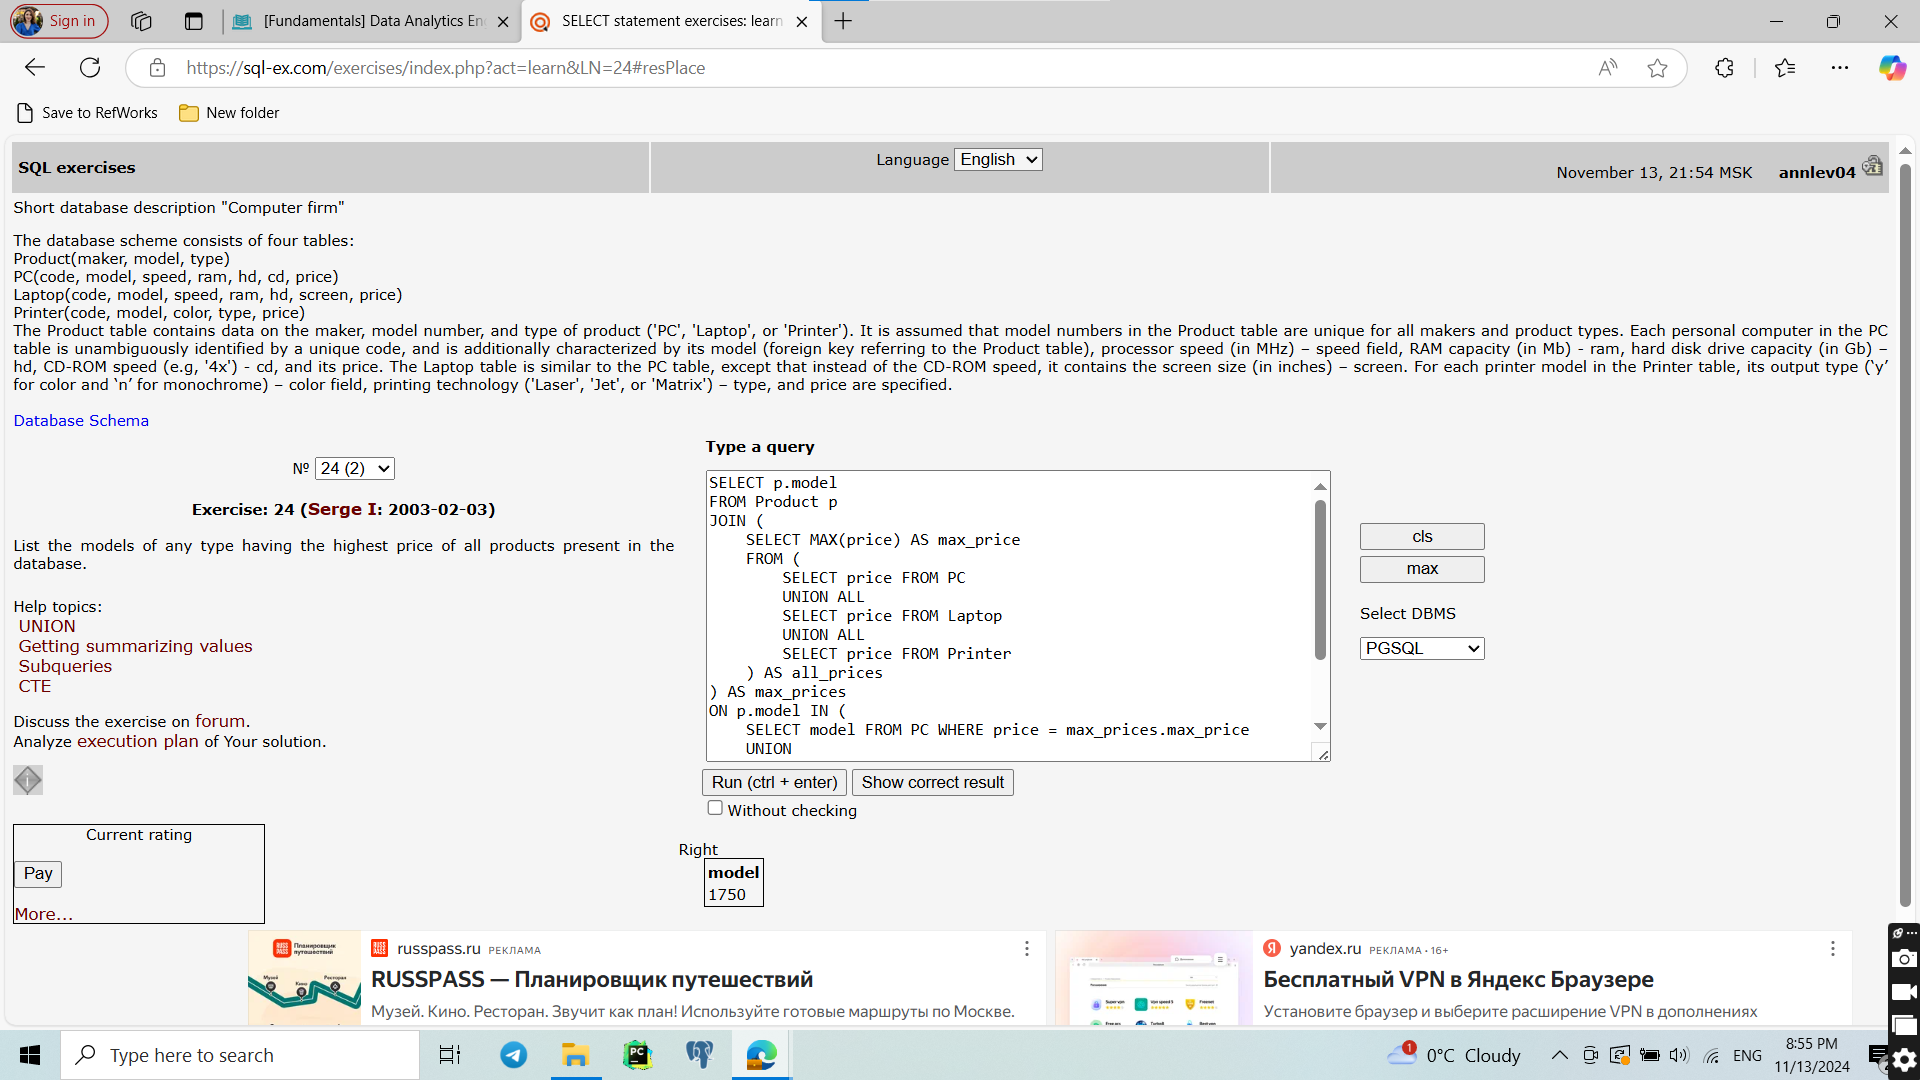 Sign in
[Fundamentals] Data Analytics En
SELECT statement exercises: learn
https://sql-ex.com/exercises/index.php?act=learn&LN=24#resPlace
Save to RefWorks
New folder
SQL exercises
Language English
November 13, 21:54 MSK annlev04
Short database description "Computer firm"
The database scheme consists of four tables:
Product(maker, model, type)
PC(code, model, speed, ram, hd, cd, price)
Laptop(code, model, speed, ram, hd, screen, price)
Printer(code, model, color, type, price)
The Product table contains data on the maker, model number, and type of product ('PC', 'Laptop', or 'Printer'). It is assumed that model numbers in the Product table are unique for all makers and product types. Each personal computer in the PC
table is unambiguously identified by a unique code, and is additionally characterized by its model (foreign key referring to the Product table), processor speed (in MHz) – speed field, RAM capacity (in Mb) - ram, hard disk drive capacity (in Gb) –
hd, CD-ROM speed (e.g, '4x') - cd, and its price. The Laptop table is similar to the PC table, except that instead of the CD-ROM speed, it contains the screen size (in inches) – screen. For each printer model in the Printer table, its output type (‘y’
for color and ‘n’ for monochrome) – color field, printing technology ('Laser', 'Jet', or 'Matrix') – type, and price are specified.
Database Schema
№ 24 (2)
Exercise: 24 (Serge I: 2003-02-03)
List the models of any type having the highest price of all products present in the
database.
Help topics:
UNION
Getting summarizing values
Subqueries
CTE
Discuss the exercise on forum.
Analyze execution plan of Your solution.
Current rating
Pay
More...
Type a query
SELECT p.model
FROM Product p
JOIN (
SELECT MAX(price) AS max_price
FROM (
SELECT price FROM PC
UNION ALL
SELECT price FROM Laptop
UNION ALL
SELECT price FROM Printer
) AS all_prices
) AS max_prices
ON p.model IN (
SELECT model FROM PC WHERE price = max_prices.max_price
UNION
cls
max
Select DBMS
PGSQL
Run (ctrl + enter)
Show correct result
Without checking
Right
model
1750
Планировщик
путешествий
russpass.ru РЕКЛАМА
RUSSPASS — Планировщик путешествий
Музей. Кино. Ресторан. Звучит как план! Используйте готовые маршруты по Москве.
yandex.ru РЕКЛАМА • 16+
Бесплатный VPN в Яндекс Браузере
Установите браузер и выберите расширение VPN в дополнениях
Type here to search
PC
1
0°C Cloudy
ENG
8:55 PM
11/13/2024